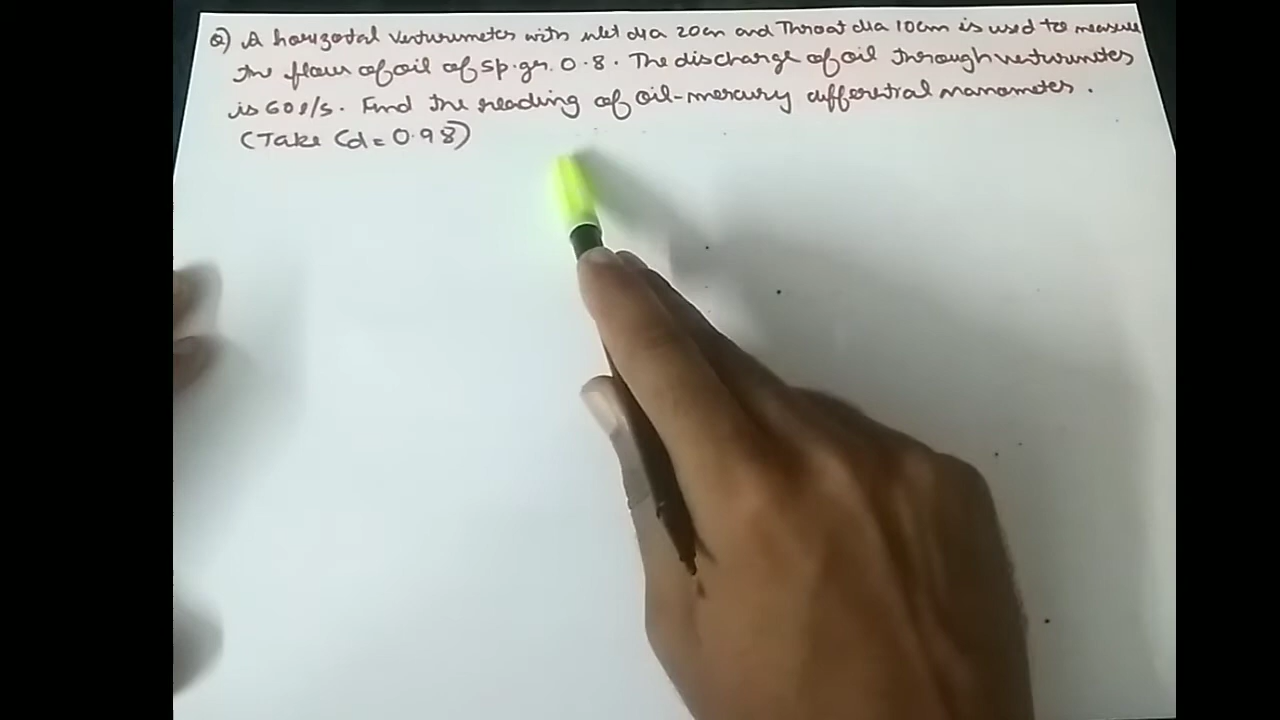 Q) A horizotal venturimeter with inlet dia 20cm and Throat dia 10cm is used to measure
the flow of oil of sp.gr. 0.8. The discharge of oil through venturimeter
is 60l/s. Find the reading of oil-mercury differetial manometer.
(Take Cd = 0.98)